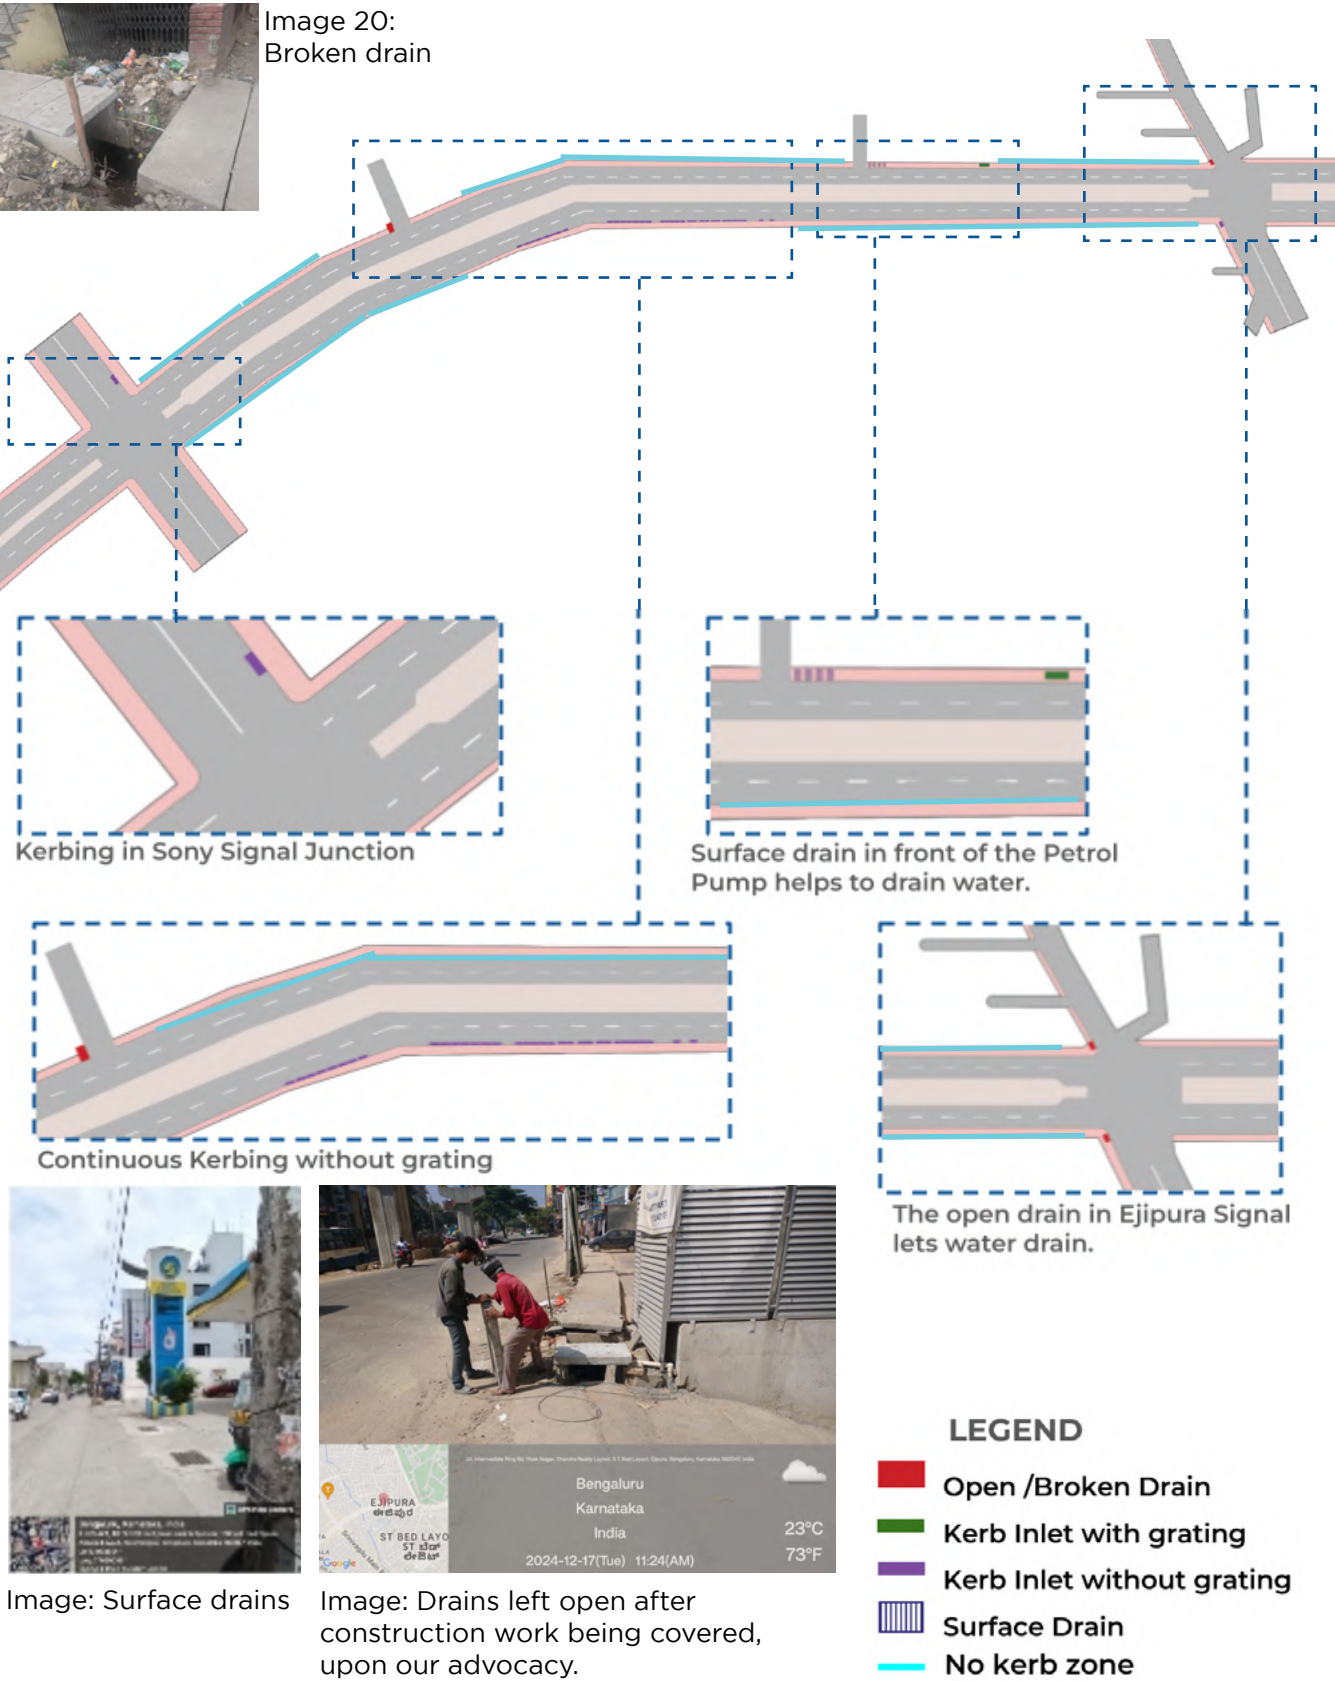 Image 20:
Broken drain
Kerbing in Sony Signal Junction
Surface drain in front of the Petrol
Pump helps to drain water.
Continuous Kerbing without grating
The open drain in Ejipura Signal
lets water drain.
EJIPURA
ಈಜಿಪುರ
ST BED LAYO
Google
Bengaluru
Karnataka
India
2024-12-17(Tue) 11:24(AM)
23°C
73°F
Image: Surface drains
Image: Drains left open after
construction work being covered,
upon our advocacy.
LEGEND
Open /Broken Drain
Kerb Inlet with grating
Kerb Inlet without grating
Surface Drain
No kerb zone